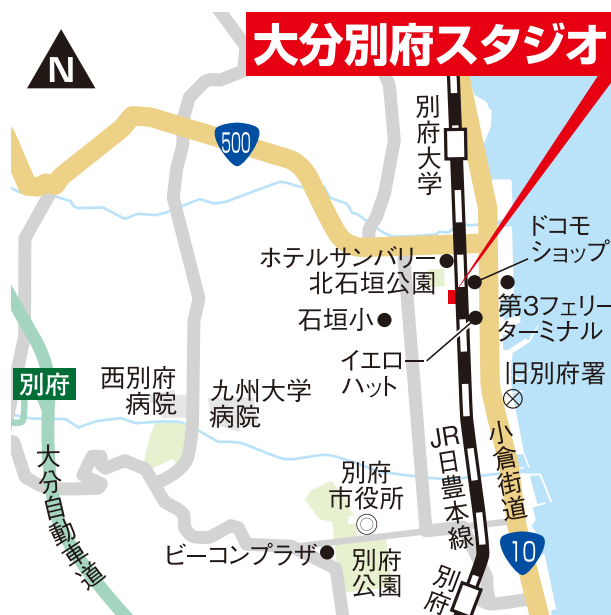 大分別府スタジオ
N
500
別府大学
ドコモ
ショップ
ホテルサンバリー
北石垣公園
第3フェリー
ターミナル
石垣小
イエロー
ハット
旧別府署
別府
西別府
病院
九州大学
病院
JR日豊本線
小倉街道
大分自動車道
別府
市役所
10
ビーコンプラザ
別府
公園
別府